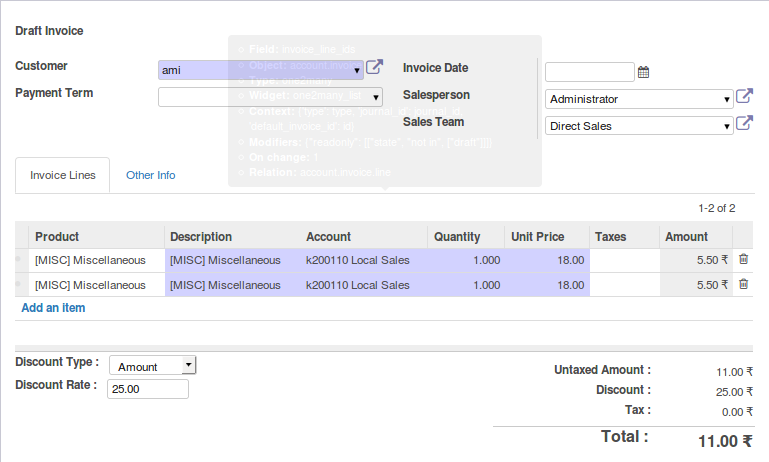 Draft Invoice
Customer ami
Payment Term
Invoice Date
Salesperson Administrator
Sales Team Direct Sales
Field: invoice_line_ids
Object: account.invoice
Type: one2many
Widget: one2many_list
Context: {'type': type, 'journal_id': journal_id,
'default_invoice_id': id}
Modifiers: {"readonly": [["state", "not in", ["draft"]]]}
On change: 1
Relation: account.invoice.line
Invoice Lines Other Info
1-2 of 2
Product Description Account Quantity Unit Price Taxes Amount
[MISC] Miscellaneous [MISC] Miscellaneous k200110 Local Sales 1.000 18.00 5.50 ₹
[MISC] Miscellaneous [MISC] Miscellaneous k200110 Local Sales 1.000 18.00 5.50 ₹
Add an item
Discount Type : Amount
Discount Rate : 25.00
Untaxed Amount : 11.00 ₹
Discount : 25.00 ₹
Tax : 0.00 ₹
Total : 11.00 ₹